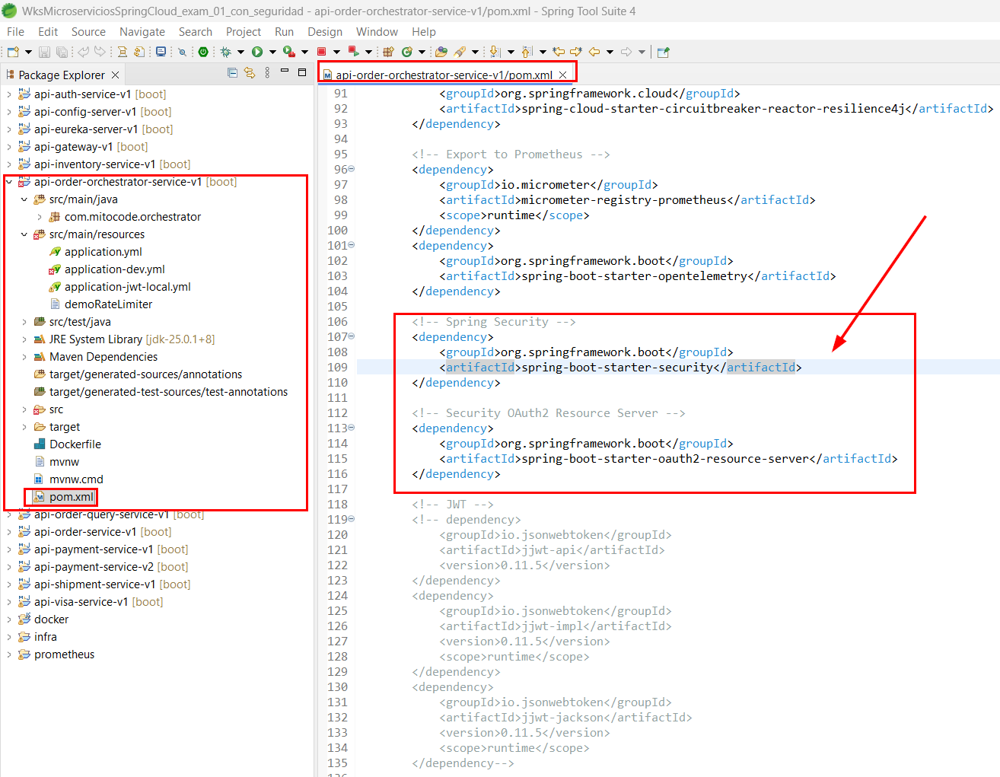 WksMicroserviciosSpringCloud_exam_01_con_seguridad - api-order-orchestrator-service-v1/pom.xml - Spring Tool Suite 4
File Edit Source Navigate Search Project Run Design Window Help
Package Explorer
api-auth-service-v1 [boot]
api-config-server-v1 [boot]
api-eureka-server-v1 [boot]
api-gateway-v1 [boot]
api-inventory-service-v1 [boot]
api-order-orchestrator-service-v1 [boot]
src/main/java
com.mitocode.orchestrator
src/main/resources
application.yml
application-dev.yml
application-jwt-local.yml
demoRateLimiter
src/test/java
JRE System Library [jdk-25.0.1+8]
Maven Dependencies
target/generated-sources/annotations
target/generated-test-sources/test-annotations
src
target
Dockerfile
mvnw
mvnw.cmd
pom.xml
api-order-query-service-v1 [boot]
api-order-service-v1 [boot]
api-payment-service-v1 [boot]
api-payment-service-v2 [boot]
api-shipment-service-v1 [boot]
api-visa-service-v1 [boot]
docker
infra
prometheus
api-order-orchestrator-service-v1/pom.xml
91 <groupId>org.springframework.cloud</groupId>
92 <artifactId>spring-cloud-starter-circuitbreaker-reactor-resilience4j</artifactId>
93 </dependency>
94
95 <!-- Export to Prometheus -->
96 <dependency>
97 <groupId>io.micrometer</groupId>
98 <artifactId>micrometer-registry-prometheus</artifactId>
99 <scope>runtime</scope>
100 </dependency>
101 <dependency>
102 <groupId>org.springframework.boot</groupId>
103 <artifactId>spring-boot-starter-opentelemetry</artifactId>
104 </dependency>
105
106 <!-- Spring Security -->
107 <dependency>
108 <groupId>org.springframework.boot</groupId>
109 <artifactId>spring-boot-starter-security</artifactId>
110 </dependency>
111
112 <!-- Security OAuth2 Resource Server -->
113 <dependency>
114 <groupId>org.springframework.boot</groupId>
115 <artifactId>spring-boot-starter-oauth2-resource-server</artifactId>
116 </dependency>
117
118 <!-- JWT -->
119 <!-- dependency>
120 <groupId>io.jsonwebtoken</groupId>
121 <artifactId>jjwt-api</artifactId>
122 <version>0.11.5</version>
123 </dependency>
124 <dependency>
125 <groupId>io.jsonwebtoken</groupId>
126 <artifactId>jjwt-impl</artifactId>
127 <version>0.11.5</version>
128 <scope>runtime</scope>
129 </dependency>
130 <dependency>
131 <groupId>io.jsonwebtoken</groupId>
132 <artifactId>jjwt-jackson</artifactId>
133 <version>0.11.5</version>
134 <scope>runtime</scope>
135 </dependency-->